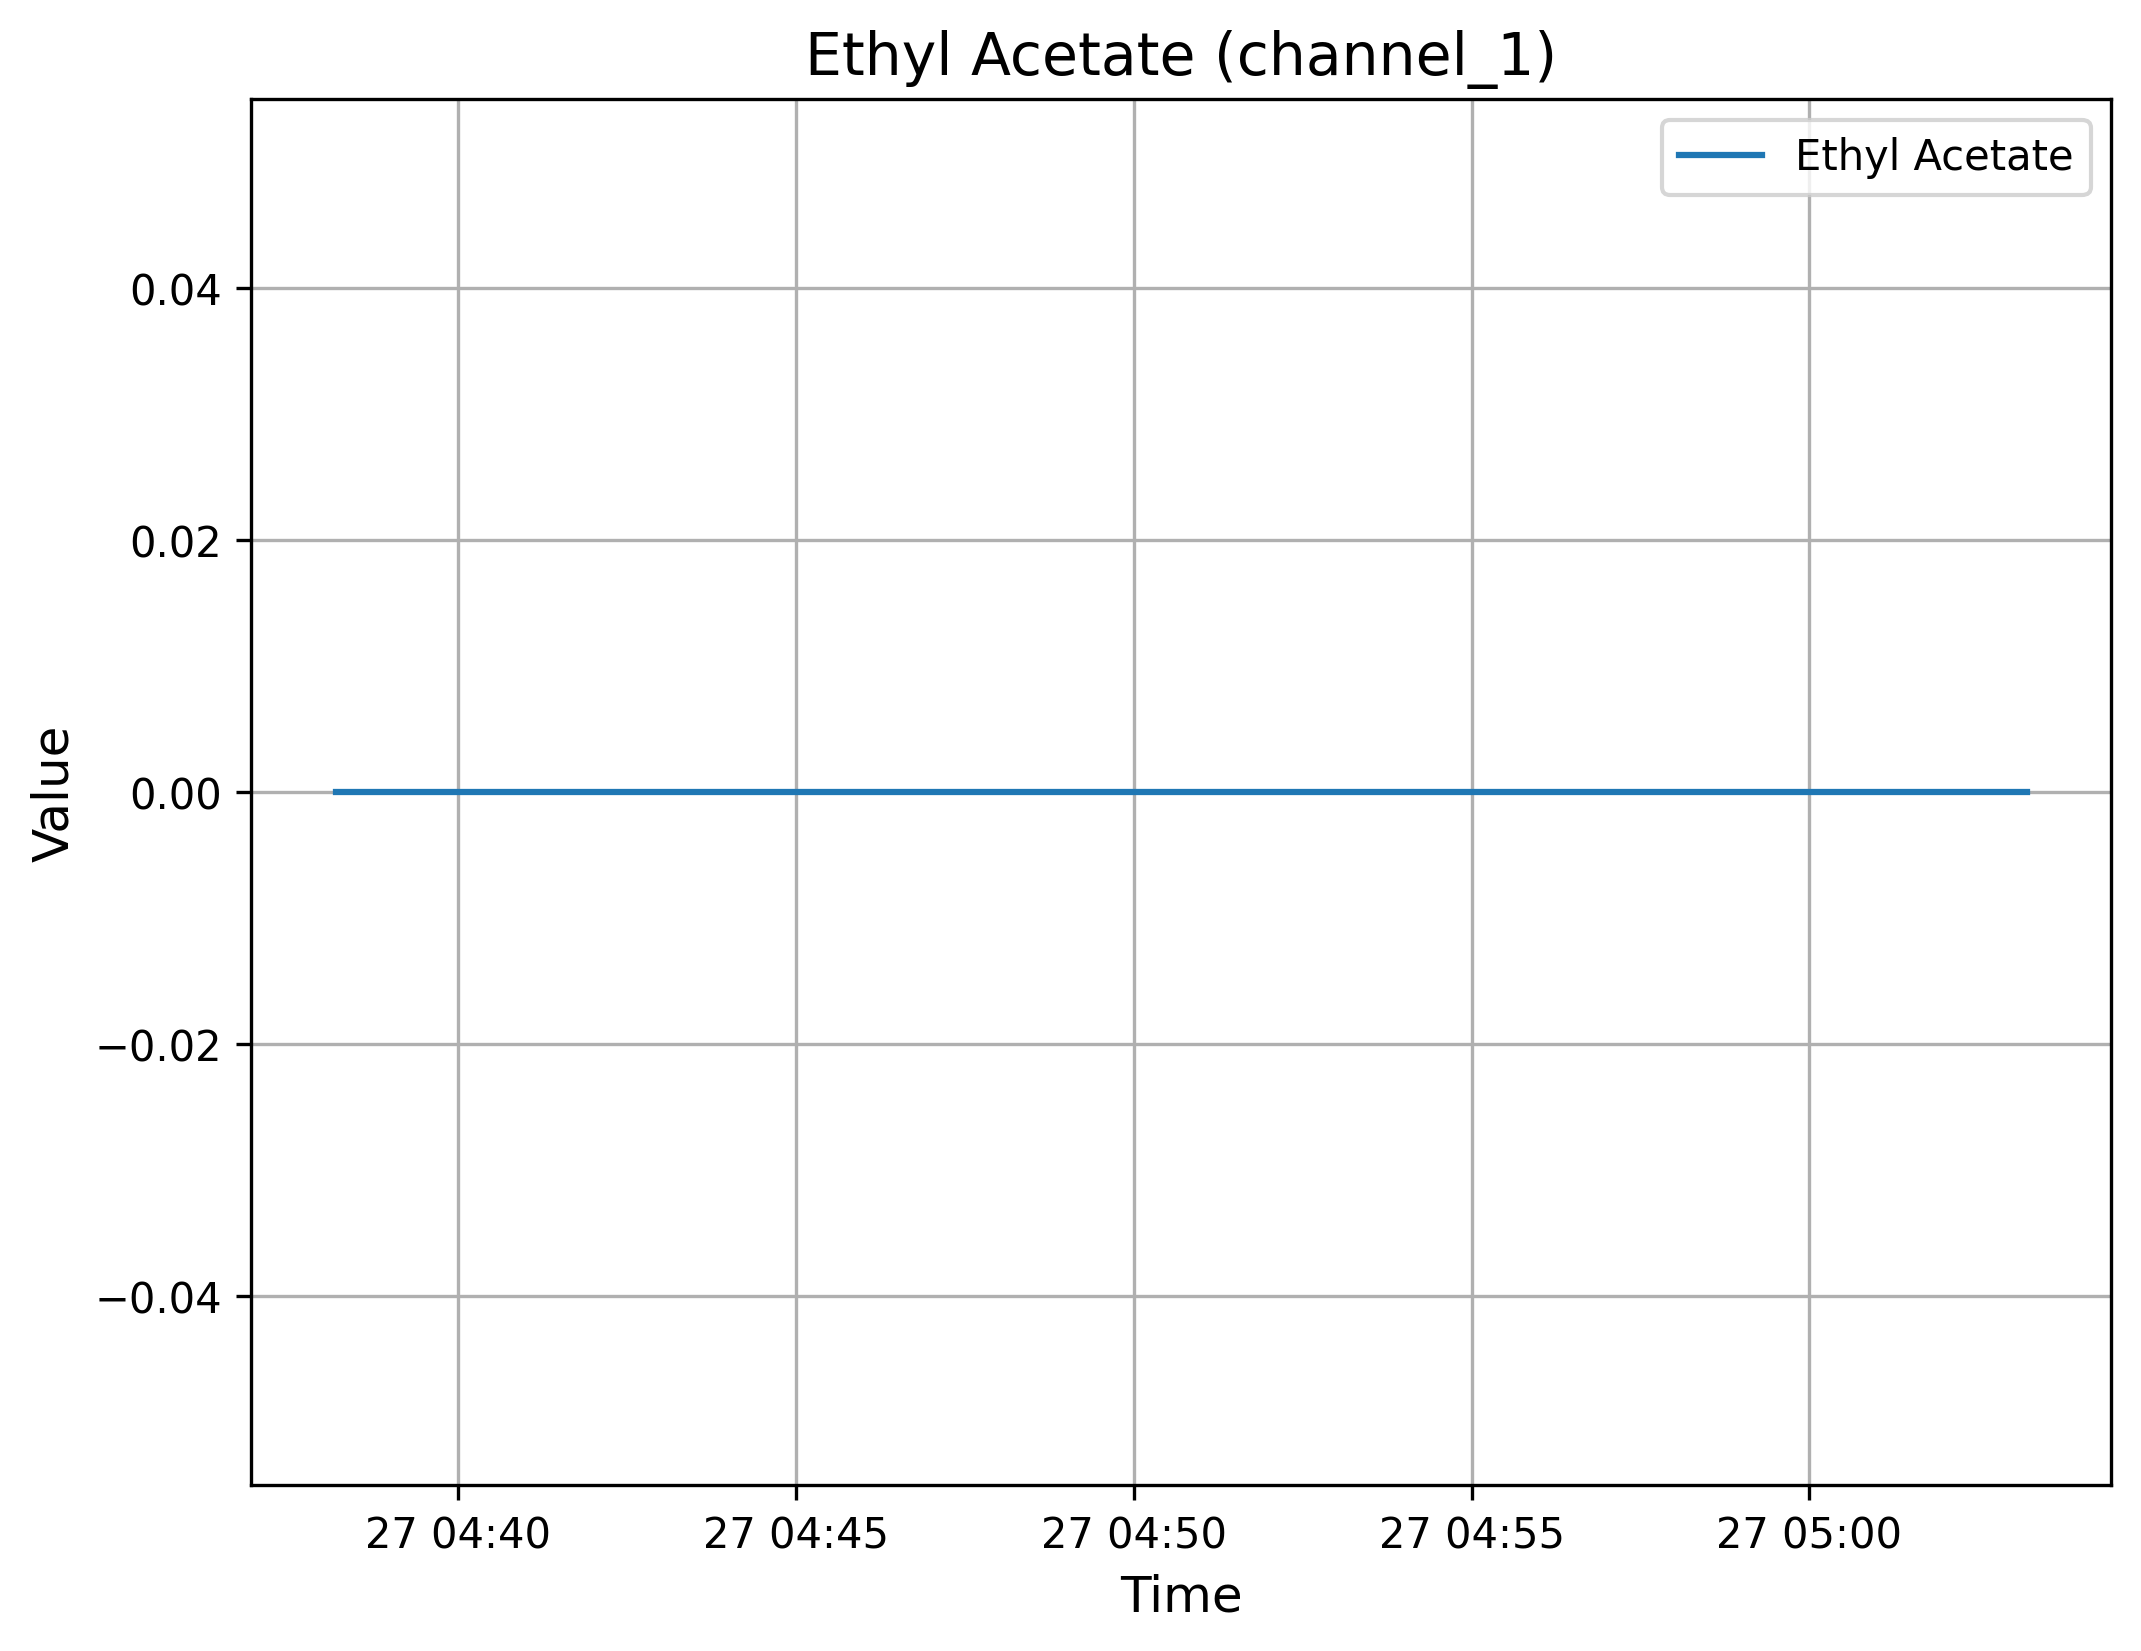 Ethyl Acetate (channel_1)
Ethyl Acetate
0.04
0.02
0.00
−0.02
−0.04
Value
27 04:40
27 04:45
27 04:50
27 04:55
27 05:00
Time